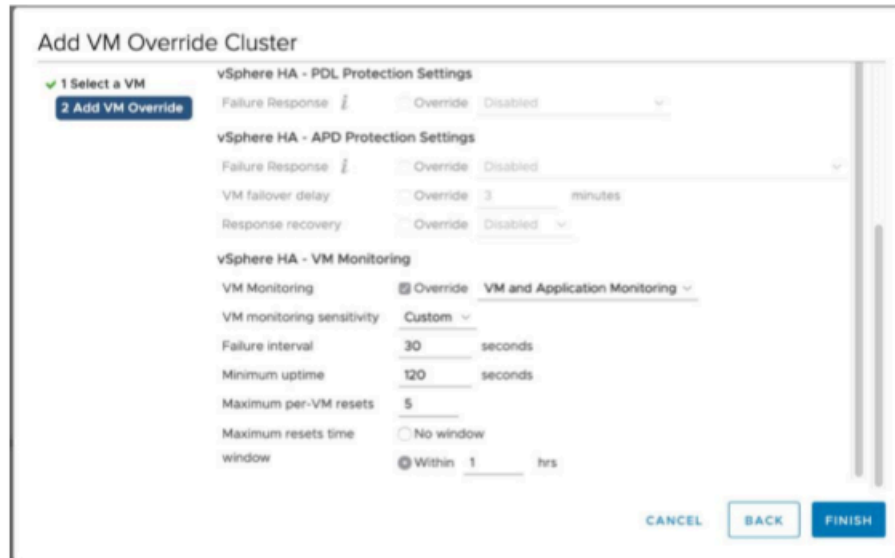 Add VM Override Cluster
1 Select a VM
2 Add VM Override
vSphere HA - PDL Protection Settings
Failure Response i Override Disabled
vSphere HA - APD Protection Settings
Failure Response i Override Disabled
VM failover delay Override 3 minutes
Response recovery Override Disabled
vSphere HA - VM Monitoring
VM Monitoring Override VM and Application Monitoring
VM monitoring sensitivity Custom
Failure interval 30 seconds
Minimum uptime 120 seconds
Maximum per-VM resets 5
Maximum resets time No window
window Within 1 hrs
CANCEL BACK FINISH